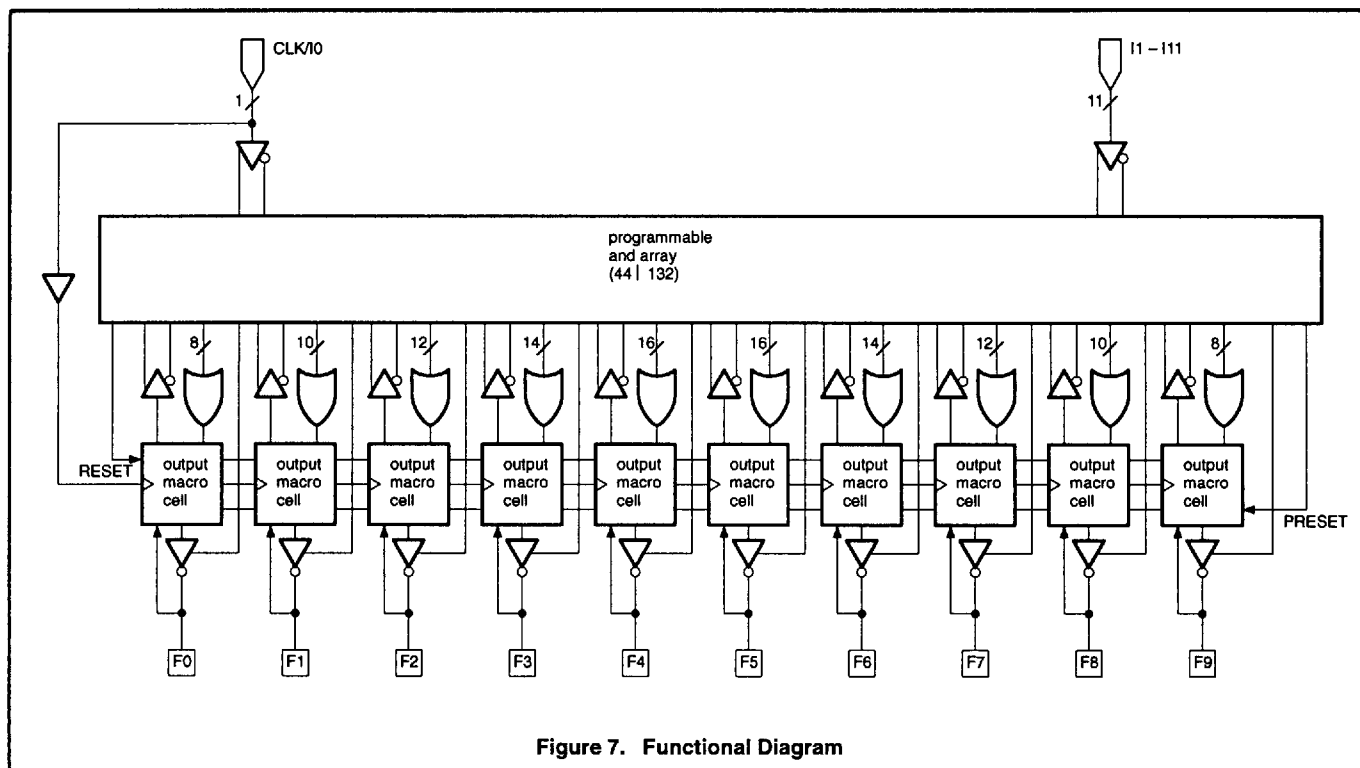 CLK/I0
I1 – I11
1
11
programmable
and array
(44 | 132)
8 10 12 14 16 16 14 12 10 8
output output output output output output output output output output
macro macro macro macro macro macro macro macro macro macro
cell cell cell cell cell cell cell cell cell cell
RESET
PRESET
F0 F1 F2 F3 F4 F5 F6 F7 F8 F9
Figure 7. Functional Diagram